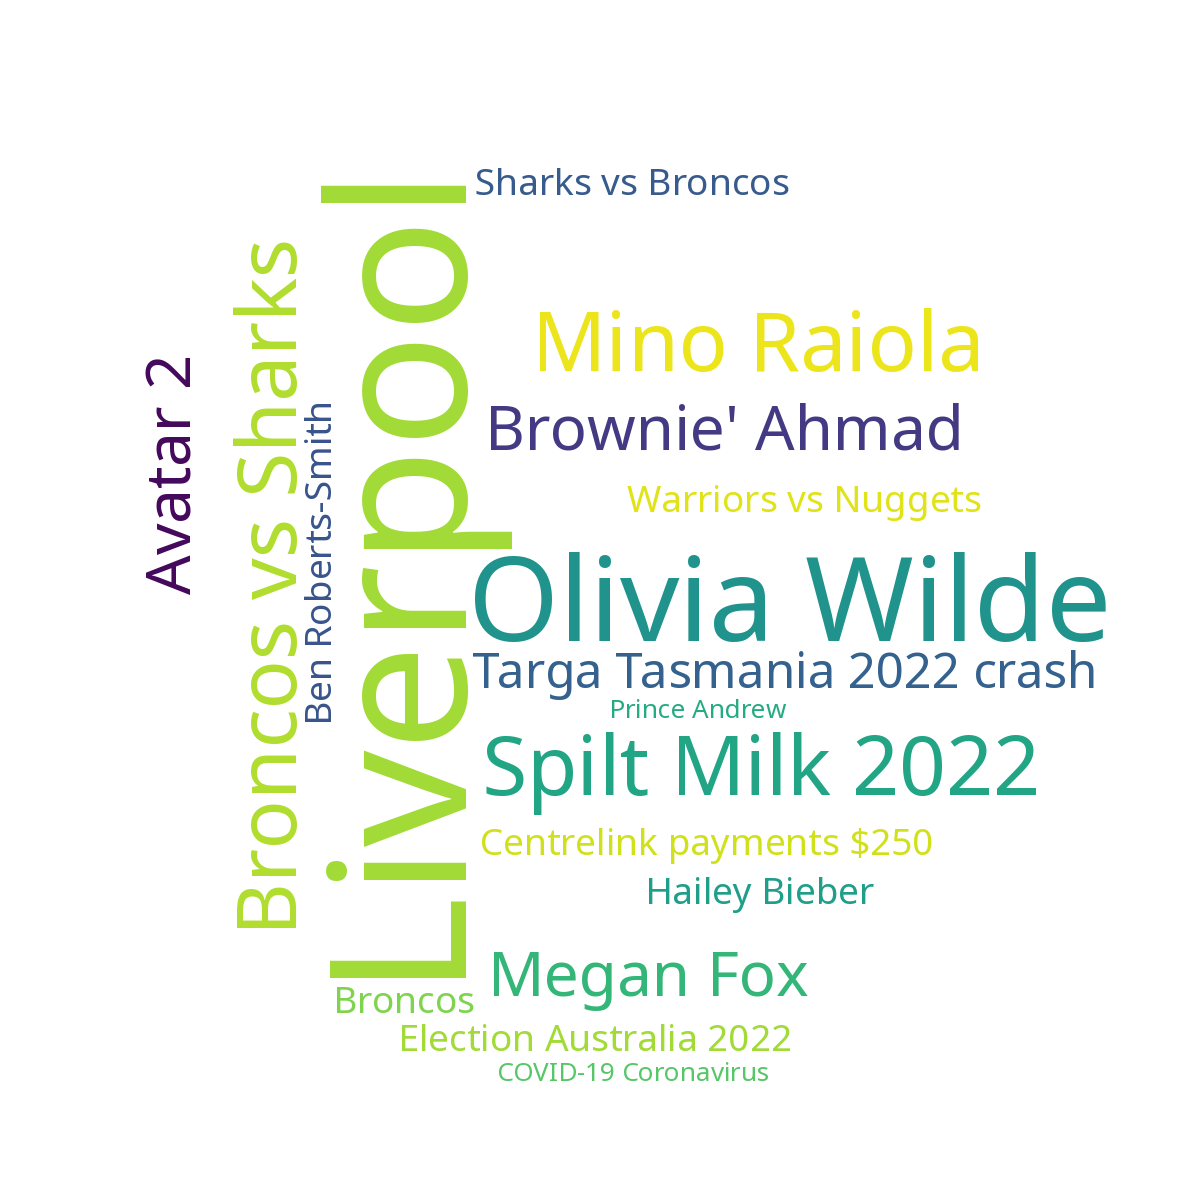 Sharks vs Broncos
Avatar 2
Broncos vs Sharks
Ben Roberts-Smith
Liverpool
Mino Raiola
Brownie' Ahmad
Warriors vs Nuggets
Olivia Wilde
Targa Tasmania 2022 crash
Prince Andrew
Spilt Milk 2022
Centrelink payments $250
Hailey Bieber
Megan Fox
Broncos
Election Australia 2022
COVID-19 Coronavirus